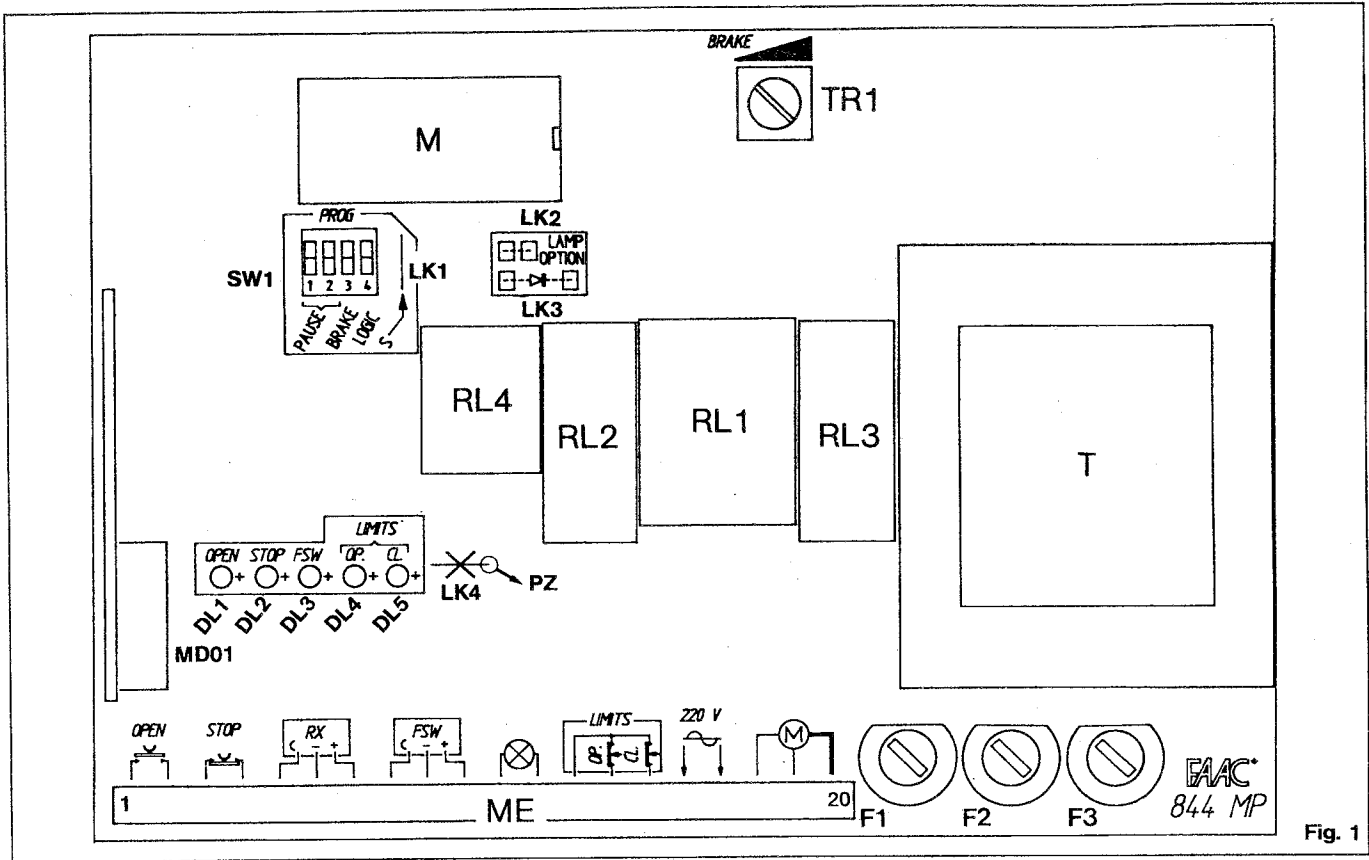 BRAKE
TR1
M
PROG
1 2 3 4
SW1
LK1
PAUSE
BRAKE
LOGIC
S
LK2
LAMP
OPTION
LK3
RL4
RL2
RL1
RL3
T
LIMITS
OPEN STOP FSW OP. CL.
+ + + + +
DL1 DL2 DL3 DL4 DL5
LK4
PZ
MD01
OPEN STOP RX FSW LIMITS 220 V
C - + C - + OP. CL. M
1 ME 20
F1 F2 F3
FAAC
844 MP
Fig. 1